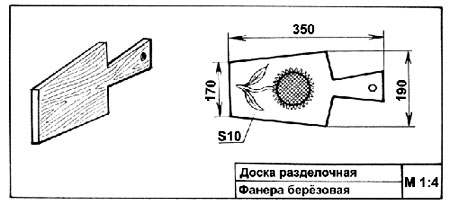 350
170
190
S10
Доска разделочная
Фанера берёзовая
М 1:4